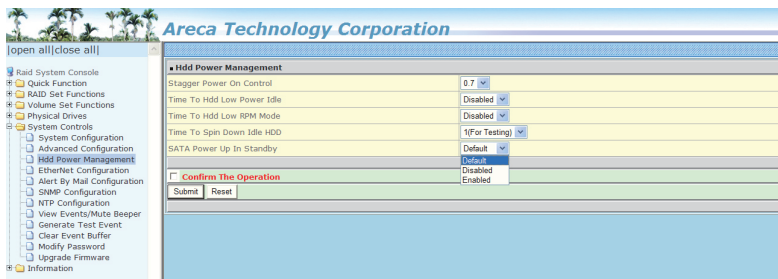 Areca Technology Corporation
|open all|close all|
Raid System Console
Quick Function
RAID Set Functions
Volume Set Functions
Physical Drives
System Controls
System Configuration
Advanced Configuration
Hdd Power Management
EtherNet Configuration
Alert By Mail Configuration
SNMP Configuration
NTP Configuration
View Events/Mute Beeper
Generate Test Event
Clear Event Buffer
Modify Password
Upgrade Firmware
Information
Hdd Power Management
Stagger Power On Control 0.7
Time To Hdd Low Power Idle Disabled
Time To Hdd Low RPM Mode Disabled
Time To Spin Down Idle HDD 1(For Testing)
SATA Power Up In Standby Default
Default
Disabled
Enabled
Confirm The Operation
Submit Reset